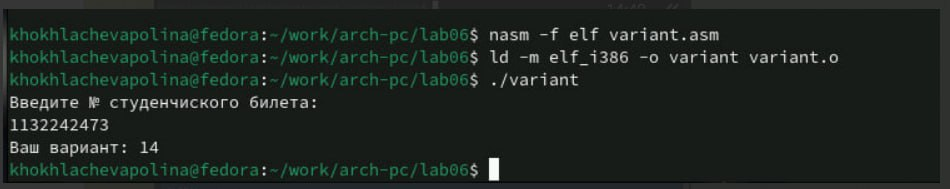 khokhlachevapolina@fedora:~/work/arch-pc/lab06$ nasm -f elf variant.asm
khokhlachevapolina@fedora:~/work/arch-pc/lab06$ ld -m elf_i386 -o variant variant.o
khokhlachevapolina@fedora:~/work/arch-pc/lab06$ ./variant
Введите № студенчиского билета:
1132242473
Ваш вариант: 14
khokhlachevapolina@fedora:~/work/arch-pc/lab06$